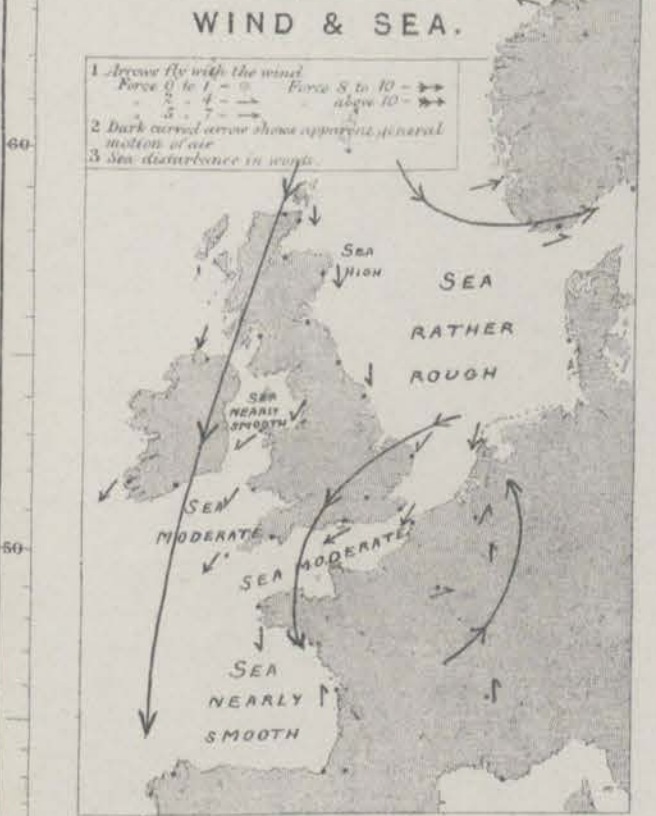 WIND & SEA.
1 Arrows fly with the wind.
Force 0 to 1 - ○ Force 8 to 10 -
" 2 " 4 - above 10 -
" 5 " 7 -
2 Dark curved arrow shows apparent general
motion of air
3 Sea disturbance in words.
60
SEA
HIGH
SEA
RATHER
ROUGH
SEA
NEARLY
SMOOTH
SEA
MODERATE
50
SEA MODERATE
SEA
NEARLY
SMOOTH